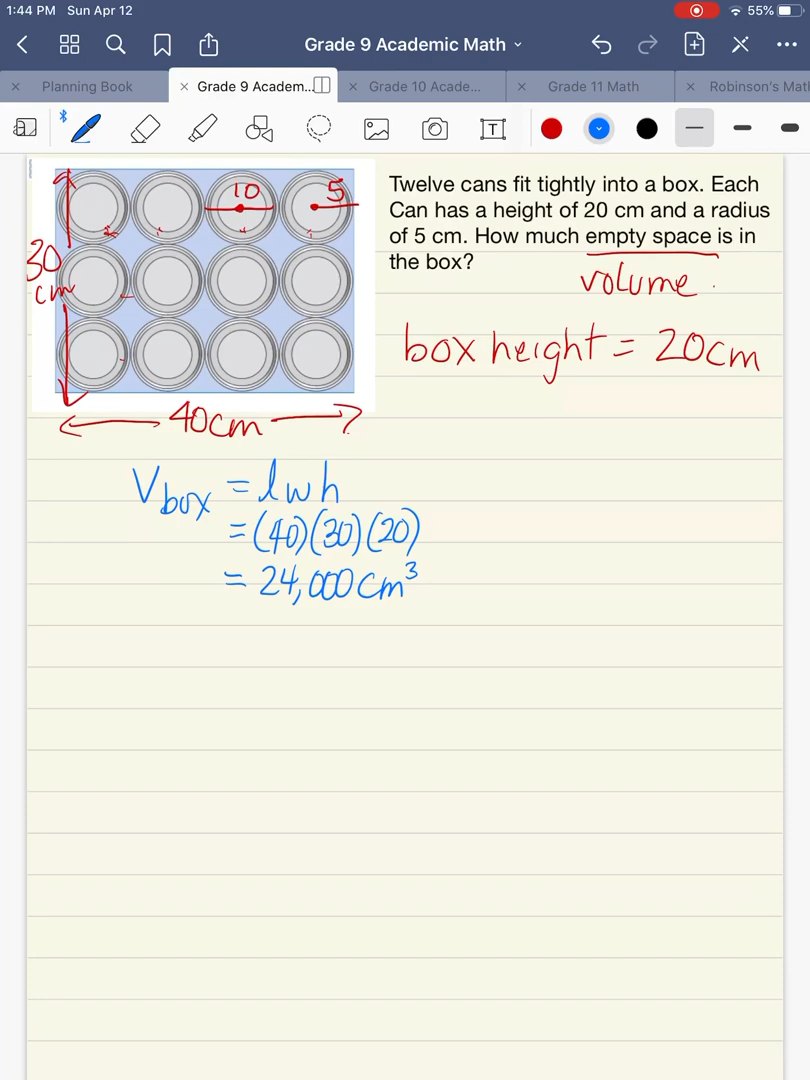 1:44 PM Sun Apr 12 55%
Grade 9 Academic Math
Planning Book Grade 9 Academ... Grade 10 Acade... Grade 11 Math Robinson's Mat
Twelve cans fit tightly into a box. Each
Can has a height of 20 cm and a radius
of 5 cm. How much empty space is in
the box?
volume
10
5
30
cm
40cm
box height = 20cm
V box = lwh
= (40)(30)(20)
= 24,000 cm³